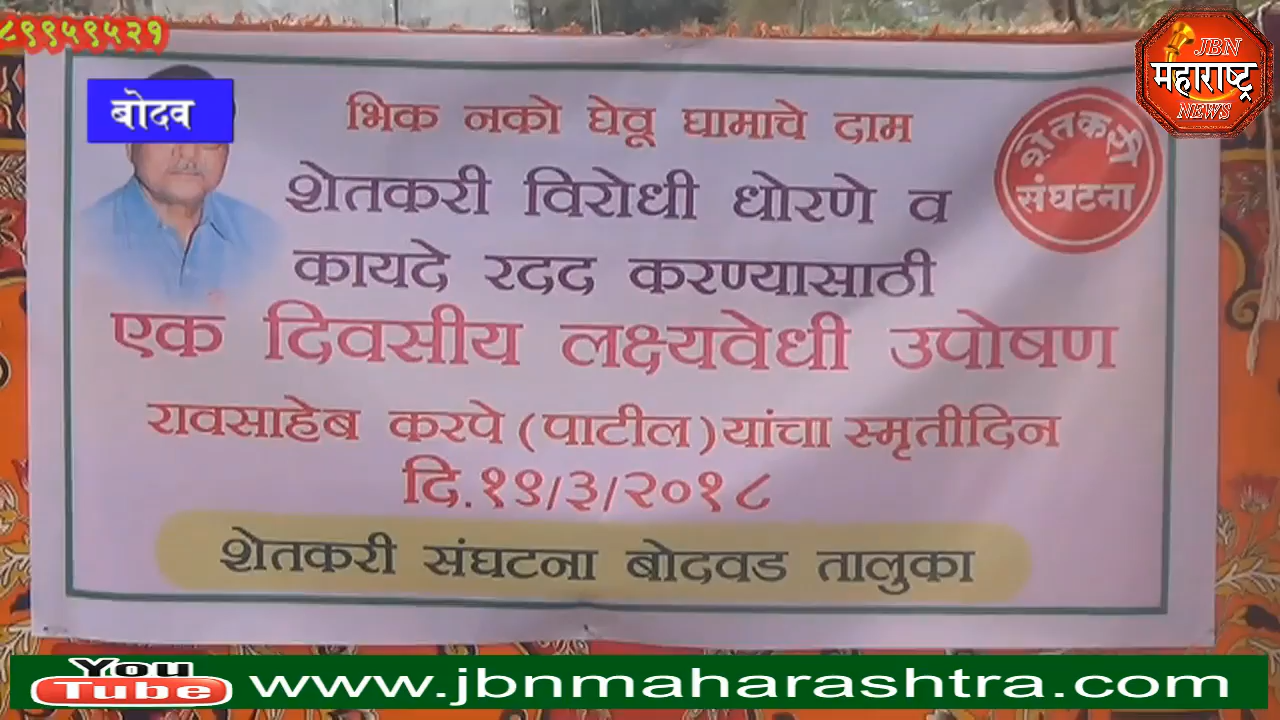 ८९९५९५२१
JBN
महाराष्ट्र
NEWS
बोदव
भिक नको घेवू घामाचे दाम
शेतकरी
संघटना
शेतकरी विरोधी धोरणे व
कायदे रदद करण्यासाठी
एक दिवसीय लक्ष्यवेधी उपोषण
रावसाहेब करपे (पाटील) यांचा स्मृतीदिन
दि.१९/३/२०१८
शेतकरी संघटना बोदवड तालुका
You
Tube
www.jbnmaharashtra.com